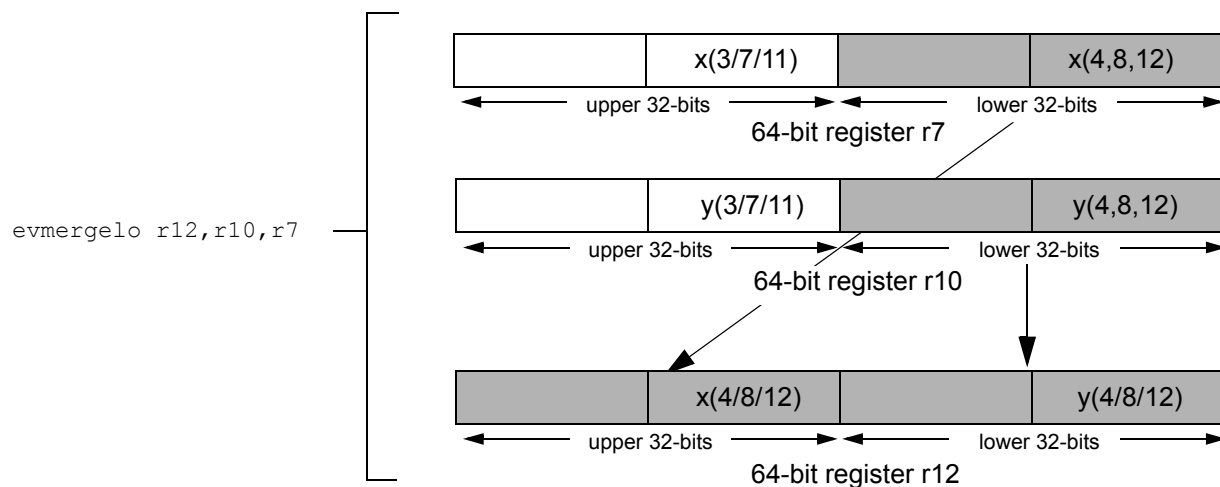 x(3/7/11) x(4,8,12)
upper 32-bits lower 32-bits
64-bit register r7
y(3/7/11) y(4,8,12)
evmergelo r12,r10,r7
upper 32-bits lower 32-bits
64-bit register r10
x(4/8/12) y(4/8/12)
upper 32-bits lower 32-bits
64-bit register r12